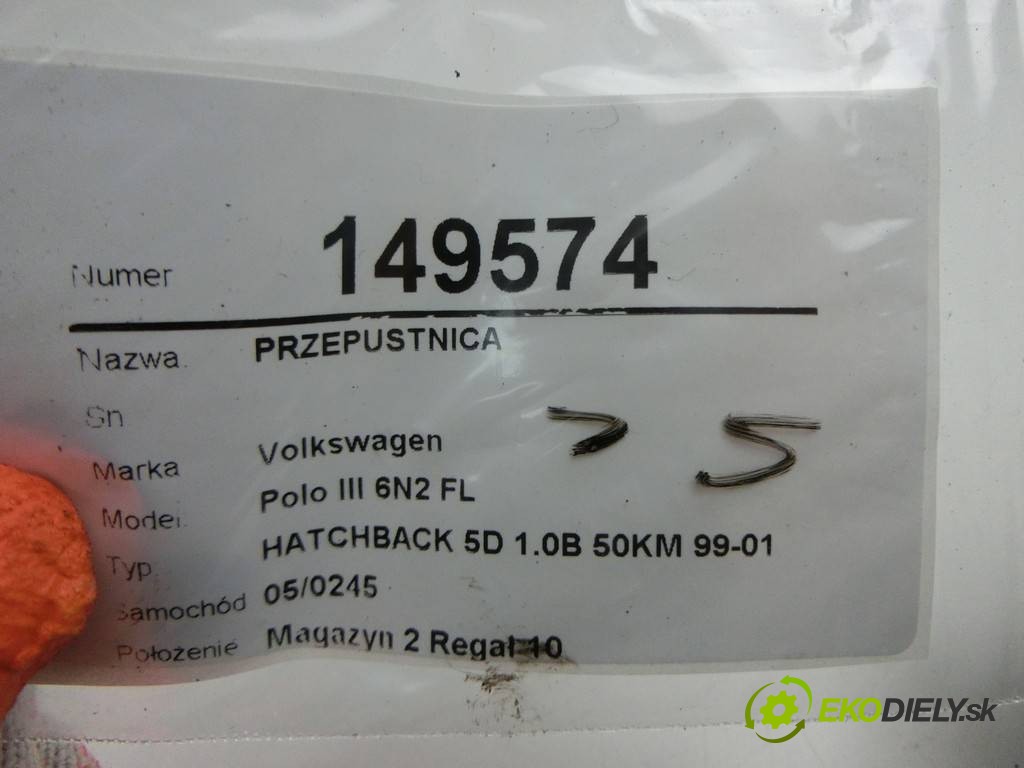 Numer 149574
Nazwa. PRZEPUSTNICA
Sn
Marka Volkswagen
Model Polo III 6N2 FL
Typ HATCHBACK 5D 1.0B 50KM 99-01
Samochód 05/0245
Położenie Magazyn 2 Regał 10
EKODIELY.sk